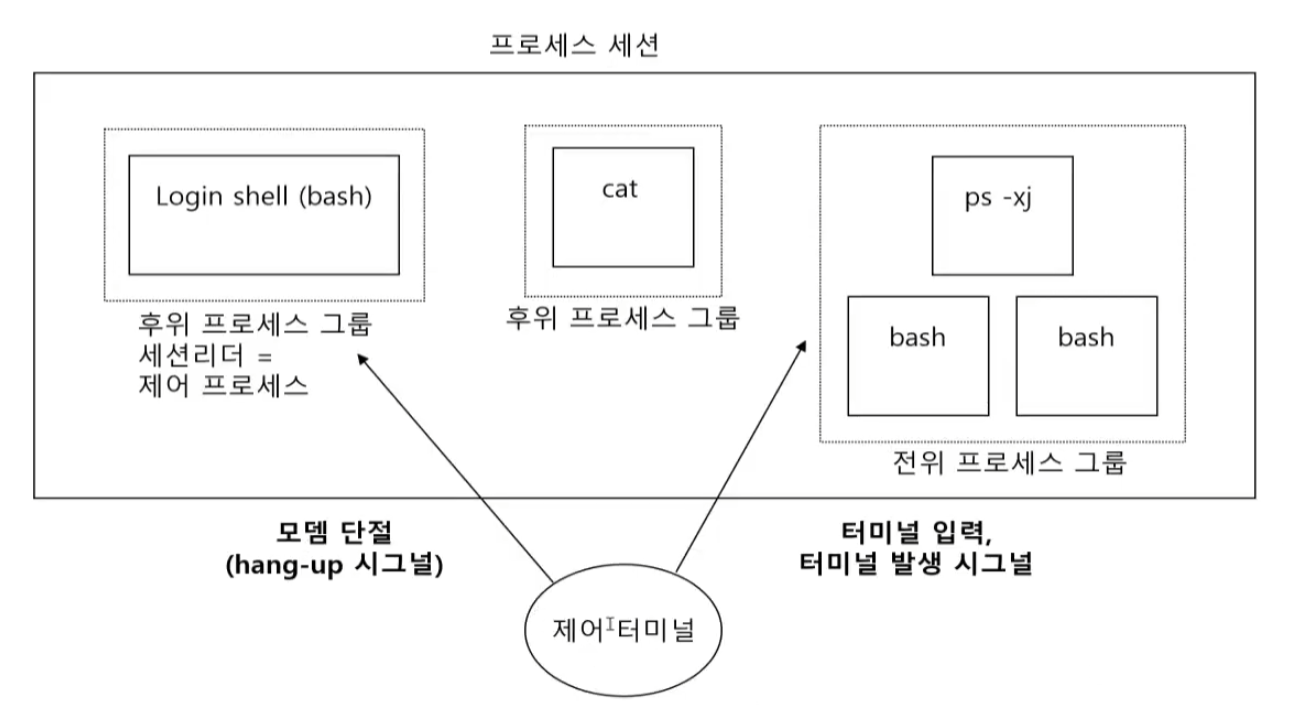 프로세스 세션
Login shell (bash)
cat
ps -xj
bash
bash
후위 프로세스 그룹
세션리더 =
제어 프로세스
후위 프로세스 그룹
전위 프로세스 그룹
모뎀 단절
(hang-up 시그널)
터미널 입력,
터미널 발생 시그널
제어 터미널